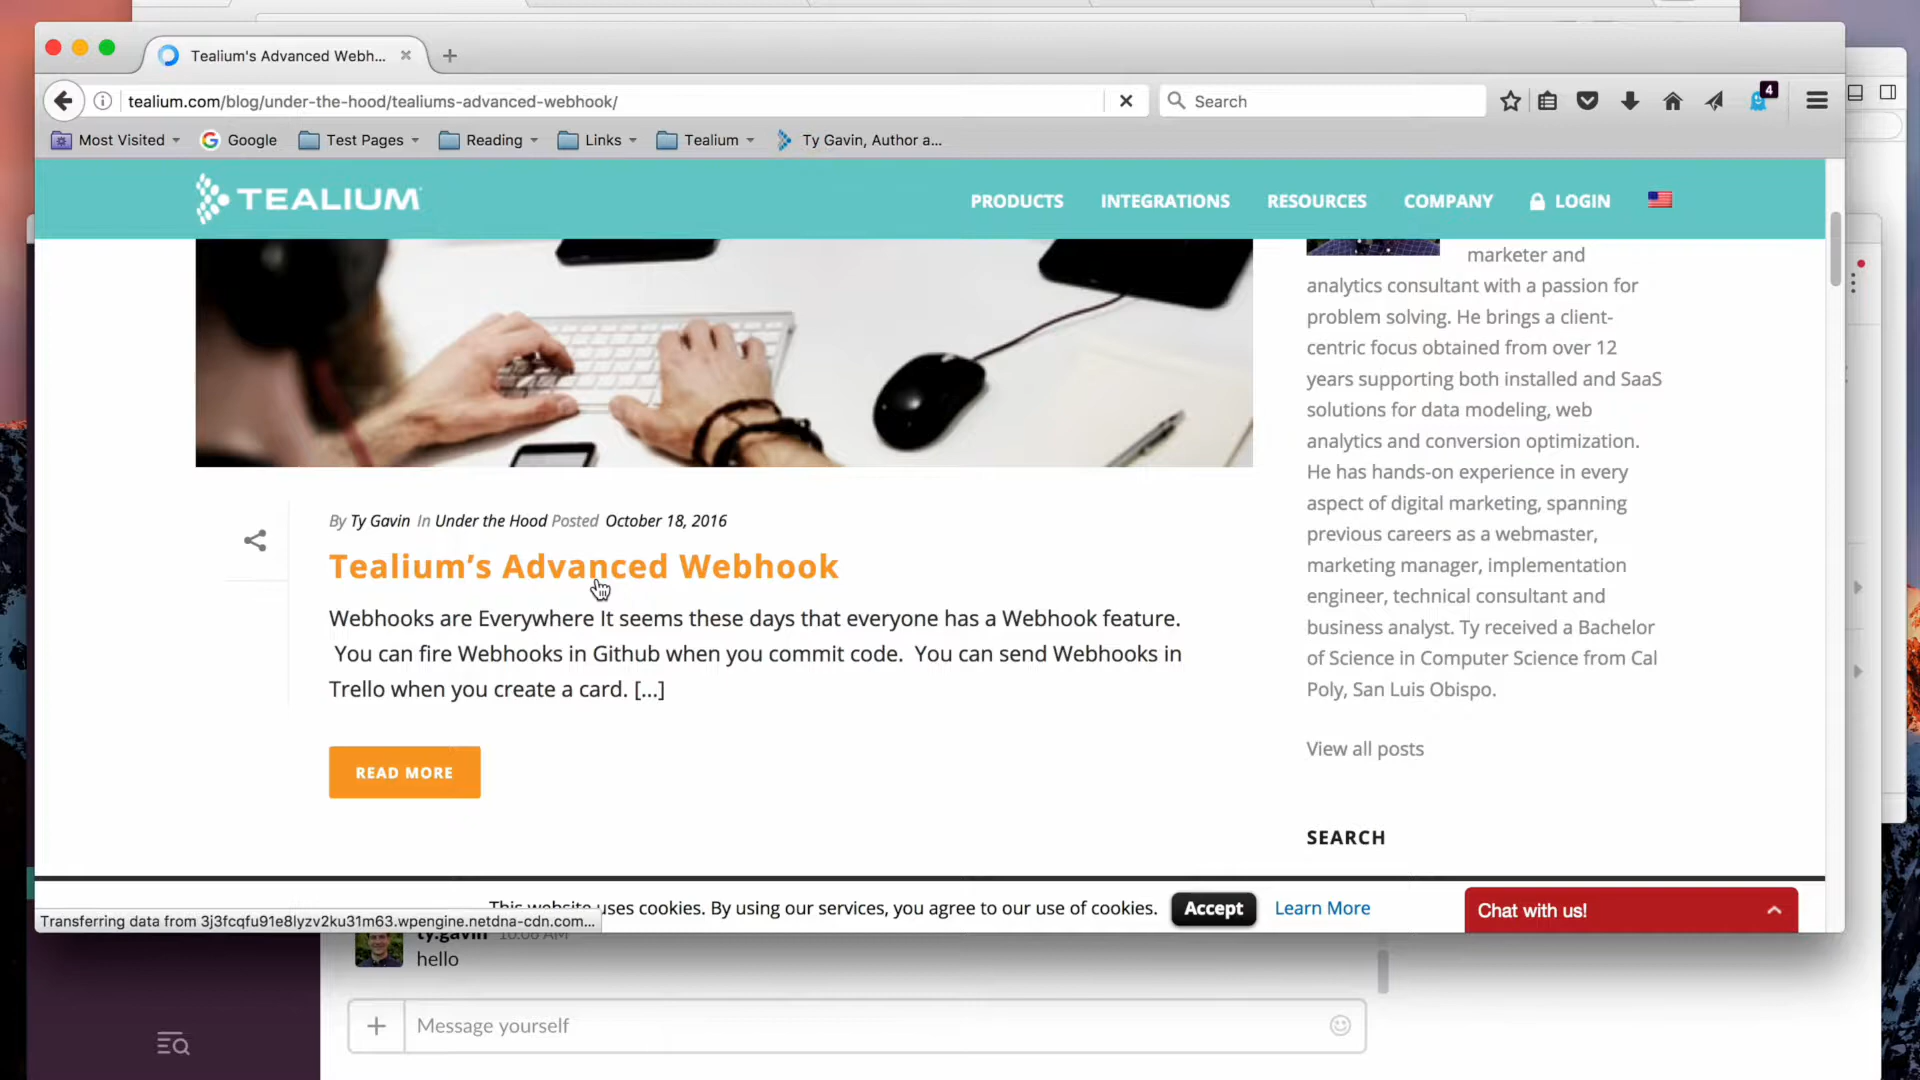 Tealium's Advanced Webh...
tealium.com/blog/under-the-hood/tealiums-advanced-webhook/
Search
4
Most Visited
Google
Test Pages
Reading
Links
Tealium
Ty Gavin, Author a...
TEALIUM
PRODUCTS
INTEGRATIONS
RESOURCES
COMPANY
LOGIN
By Ty Gavin In Under the Hood Posted October 18, 2016
Tealium’s Advanced Webhook
Webhooks are Everywhere It seems these days that everyone has a Webhook feature.
You can fire Webhooks in Github when you commit code. You can send Webhooks in
Trello when you create a card. [...]
READ MORE
marketer and
analytics consultant with a passion for
problem solving. He brings a client-
centric focus obtained from over 12
years supporting both installed and SaaS
solutions for data modeling, web
analytics and conversion optimization.
He has hands-on experience in every
aspect of digital marketing, spanning
previous careers as a webmaster,
marketing manager, implementation
engineer, technical consultant and
business analyst. Ty received a Bachelor
of Science in Computer Science from Cal
Poly, San Luis Obispo.
View all posts
SEARCH
This website uses cookies. By using our services, you agree to our use of cookies.
Accept
Learn More
Chat with us!
Transferring data from 3j3fcqfu91e8lyzv2ku31m63.wpengine.netdna-cdn.com...
ty.gavin 10:06 AM
hello
Message yourself